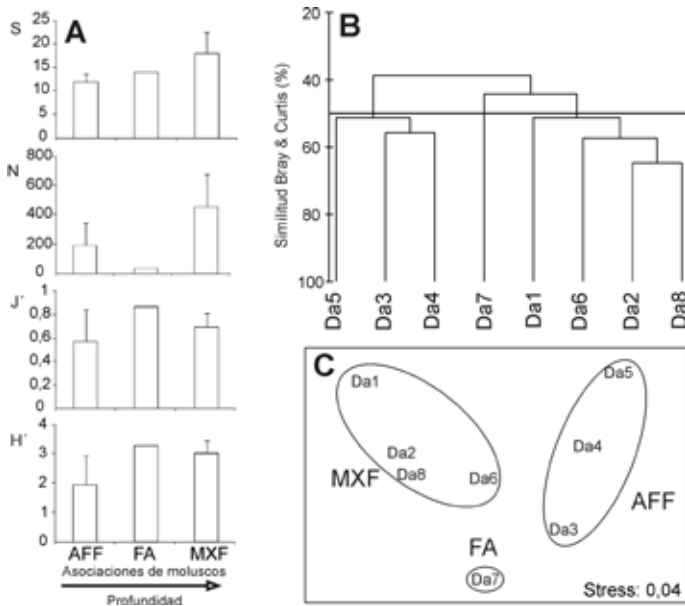 A
S
25
20
15
10
5
0
N
800
600
400
200
0
J´
1
0,8
0,6
0,4
0,2
0
H´
4
3
2
1
0
AFF FA MXF
Asociaciones de moluscos
Profundidad
B
Similitud Bray & Curtis (%)
20
40
60
80
100
Da5 Da3 Da4 Da7 Da1 Da6 Da2 Da8
C
Da1
Da5
Da2
Da4
Da8
Da6
MXF
AFF
Da3
FA
Da7
Stress: 0,04